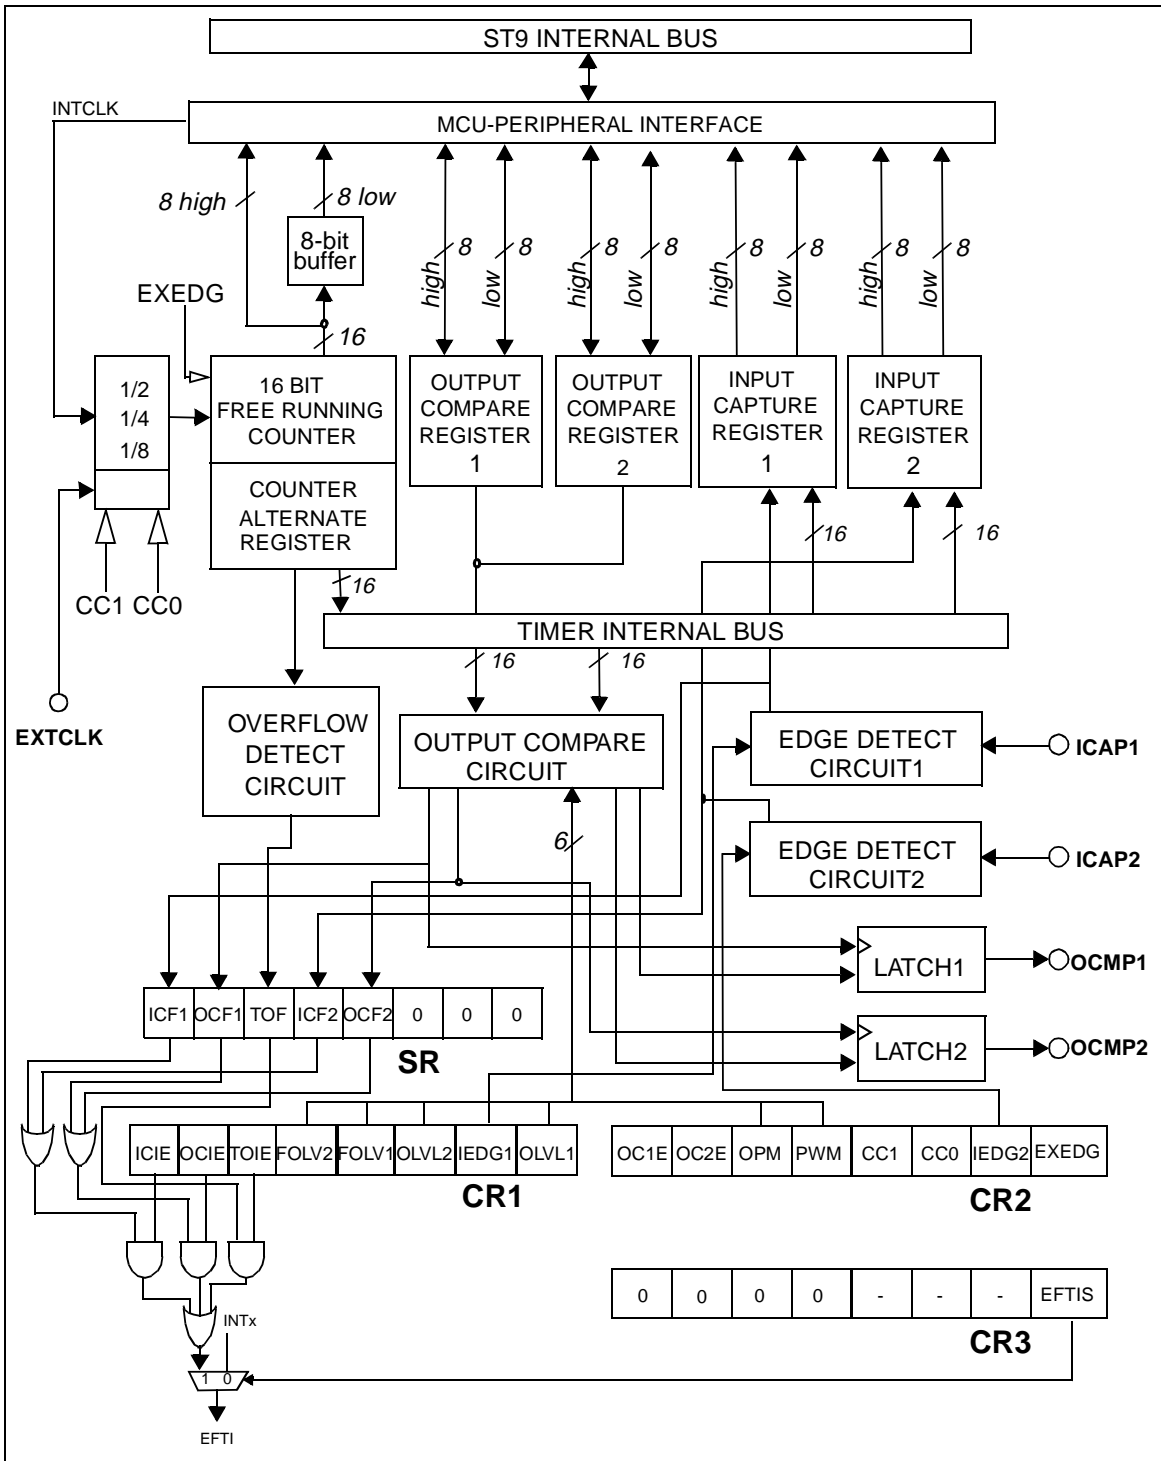 ST9 INTERNAL BUS
INTCLK
MCU-PERIPHERAL INTERFACE
8 high
8 low
8-bit
buffer
high
8
low
8
high
8
low
8
high
8
low
8
high
8
low
8
EXEDG
16
1/2
1/4
1/8
16 BIT
FREE RUNNING
COUNTER
COUNTER
ALTERNATE
REGISTER
OUTPUT
COMPARE
REGISTER
1
OUTPUT
COMPARE
REGISTER
2
INPUT
CAPTURE
REGISTER
1
INPUT
CAPTURE
REGISTER
2
16
16
16
CC1 CC0
TIMER INTERNAL BUS
16
16
EXTCLK
OVERFLOW
DETECT
CIRCUIT
OUTPUT COMPARE
CIRCUIT
EDGE DETECT
CIRCUIT1
ICAP1
6
EDGE DETECT
CIRCUIT2
ICAP2
LATCH1
OCMP1
LATCH2
OCMP2
ICF1 OCF1 TOF ICF2 OCF2 0 0 0
SR
ICIE OCIE TOIE FOLV2 FOLV1 OLVL2 IEDG1 OLVL1
CR1
OC1E OC2E OPM PWM CC1 CC0 IEDG2 EXEDG
CR2
0 0 0 0 - - - EFTIS
CR3
INTx
1 0
EFTI